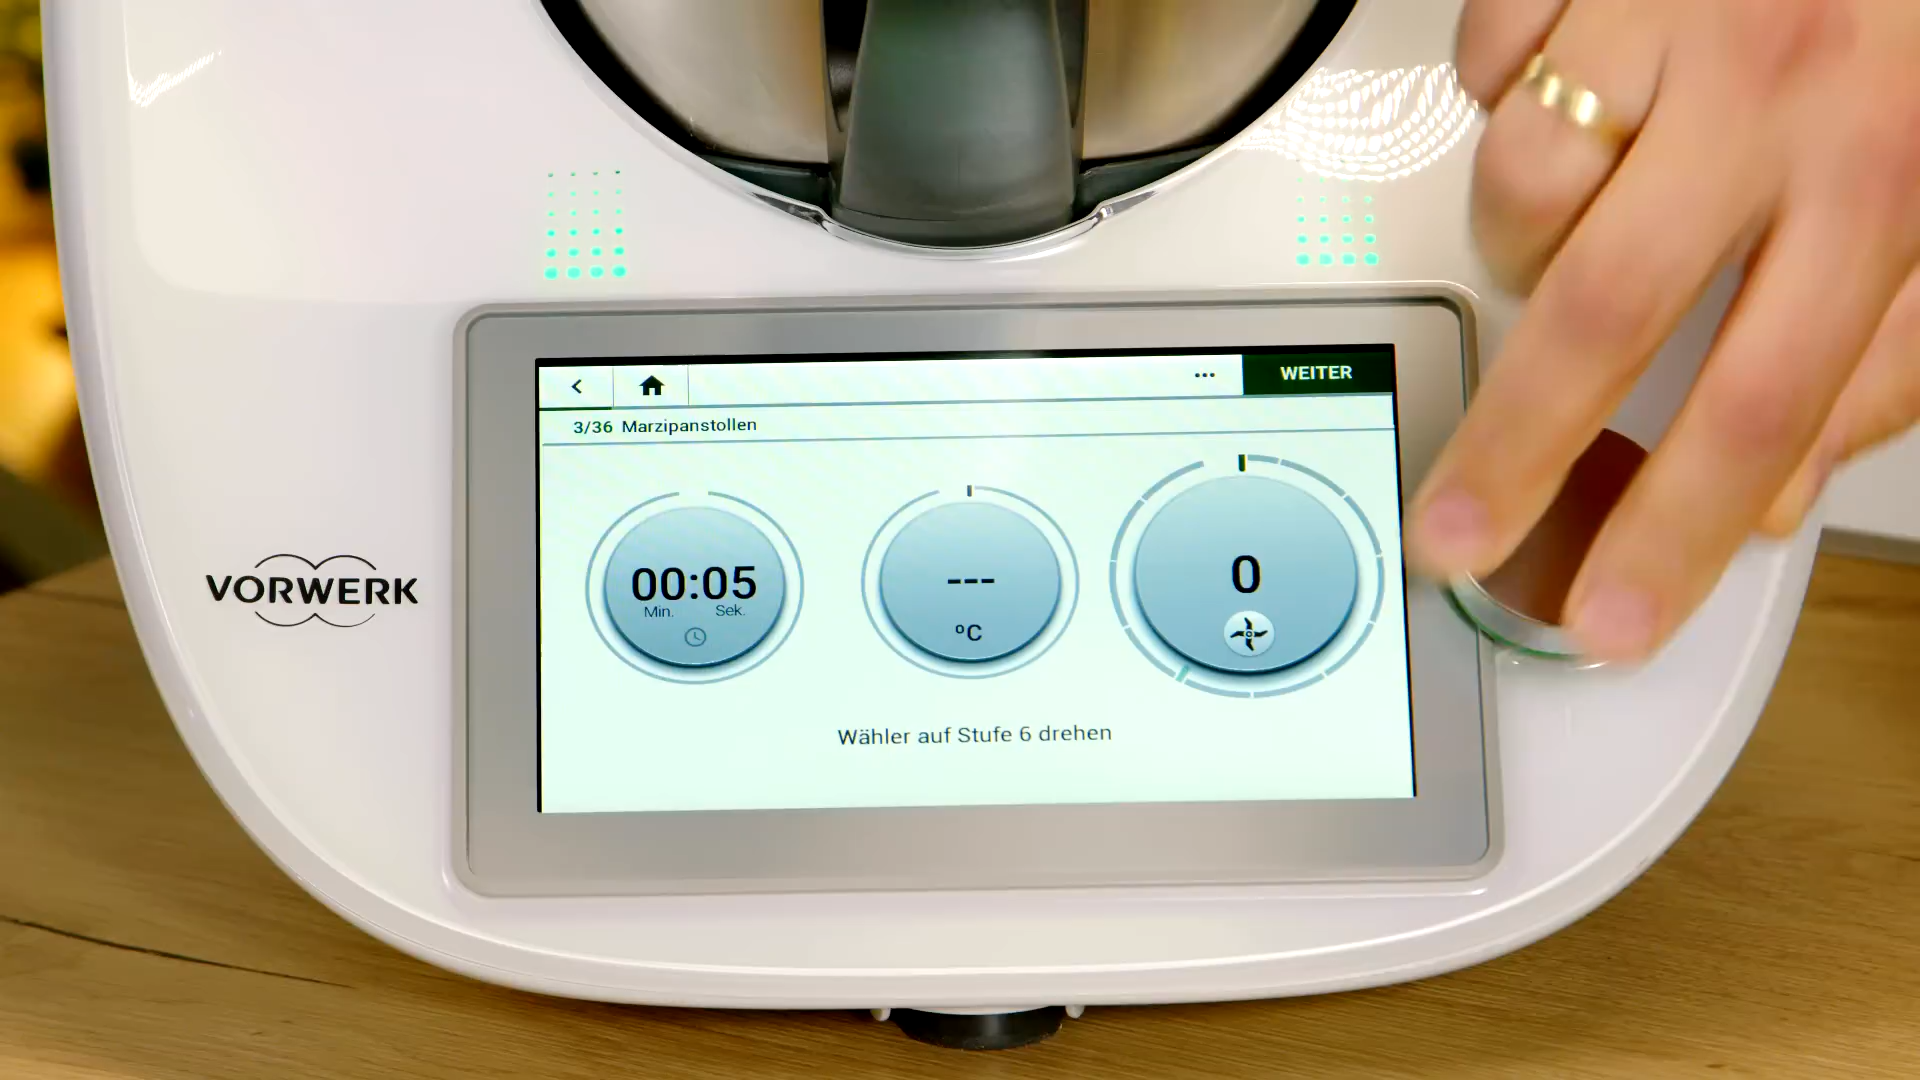 WEITER
3/36 Marzipanstollen
00:05
Min. Sek.
---
°C
0
Wähler auf Stufe 6 drehen
VORWERK